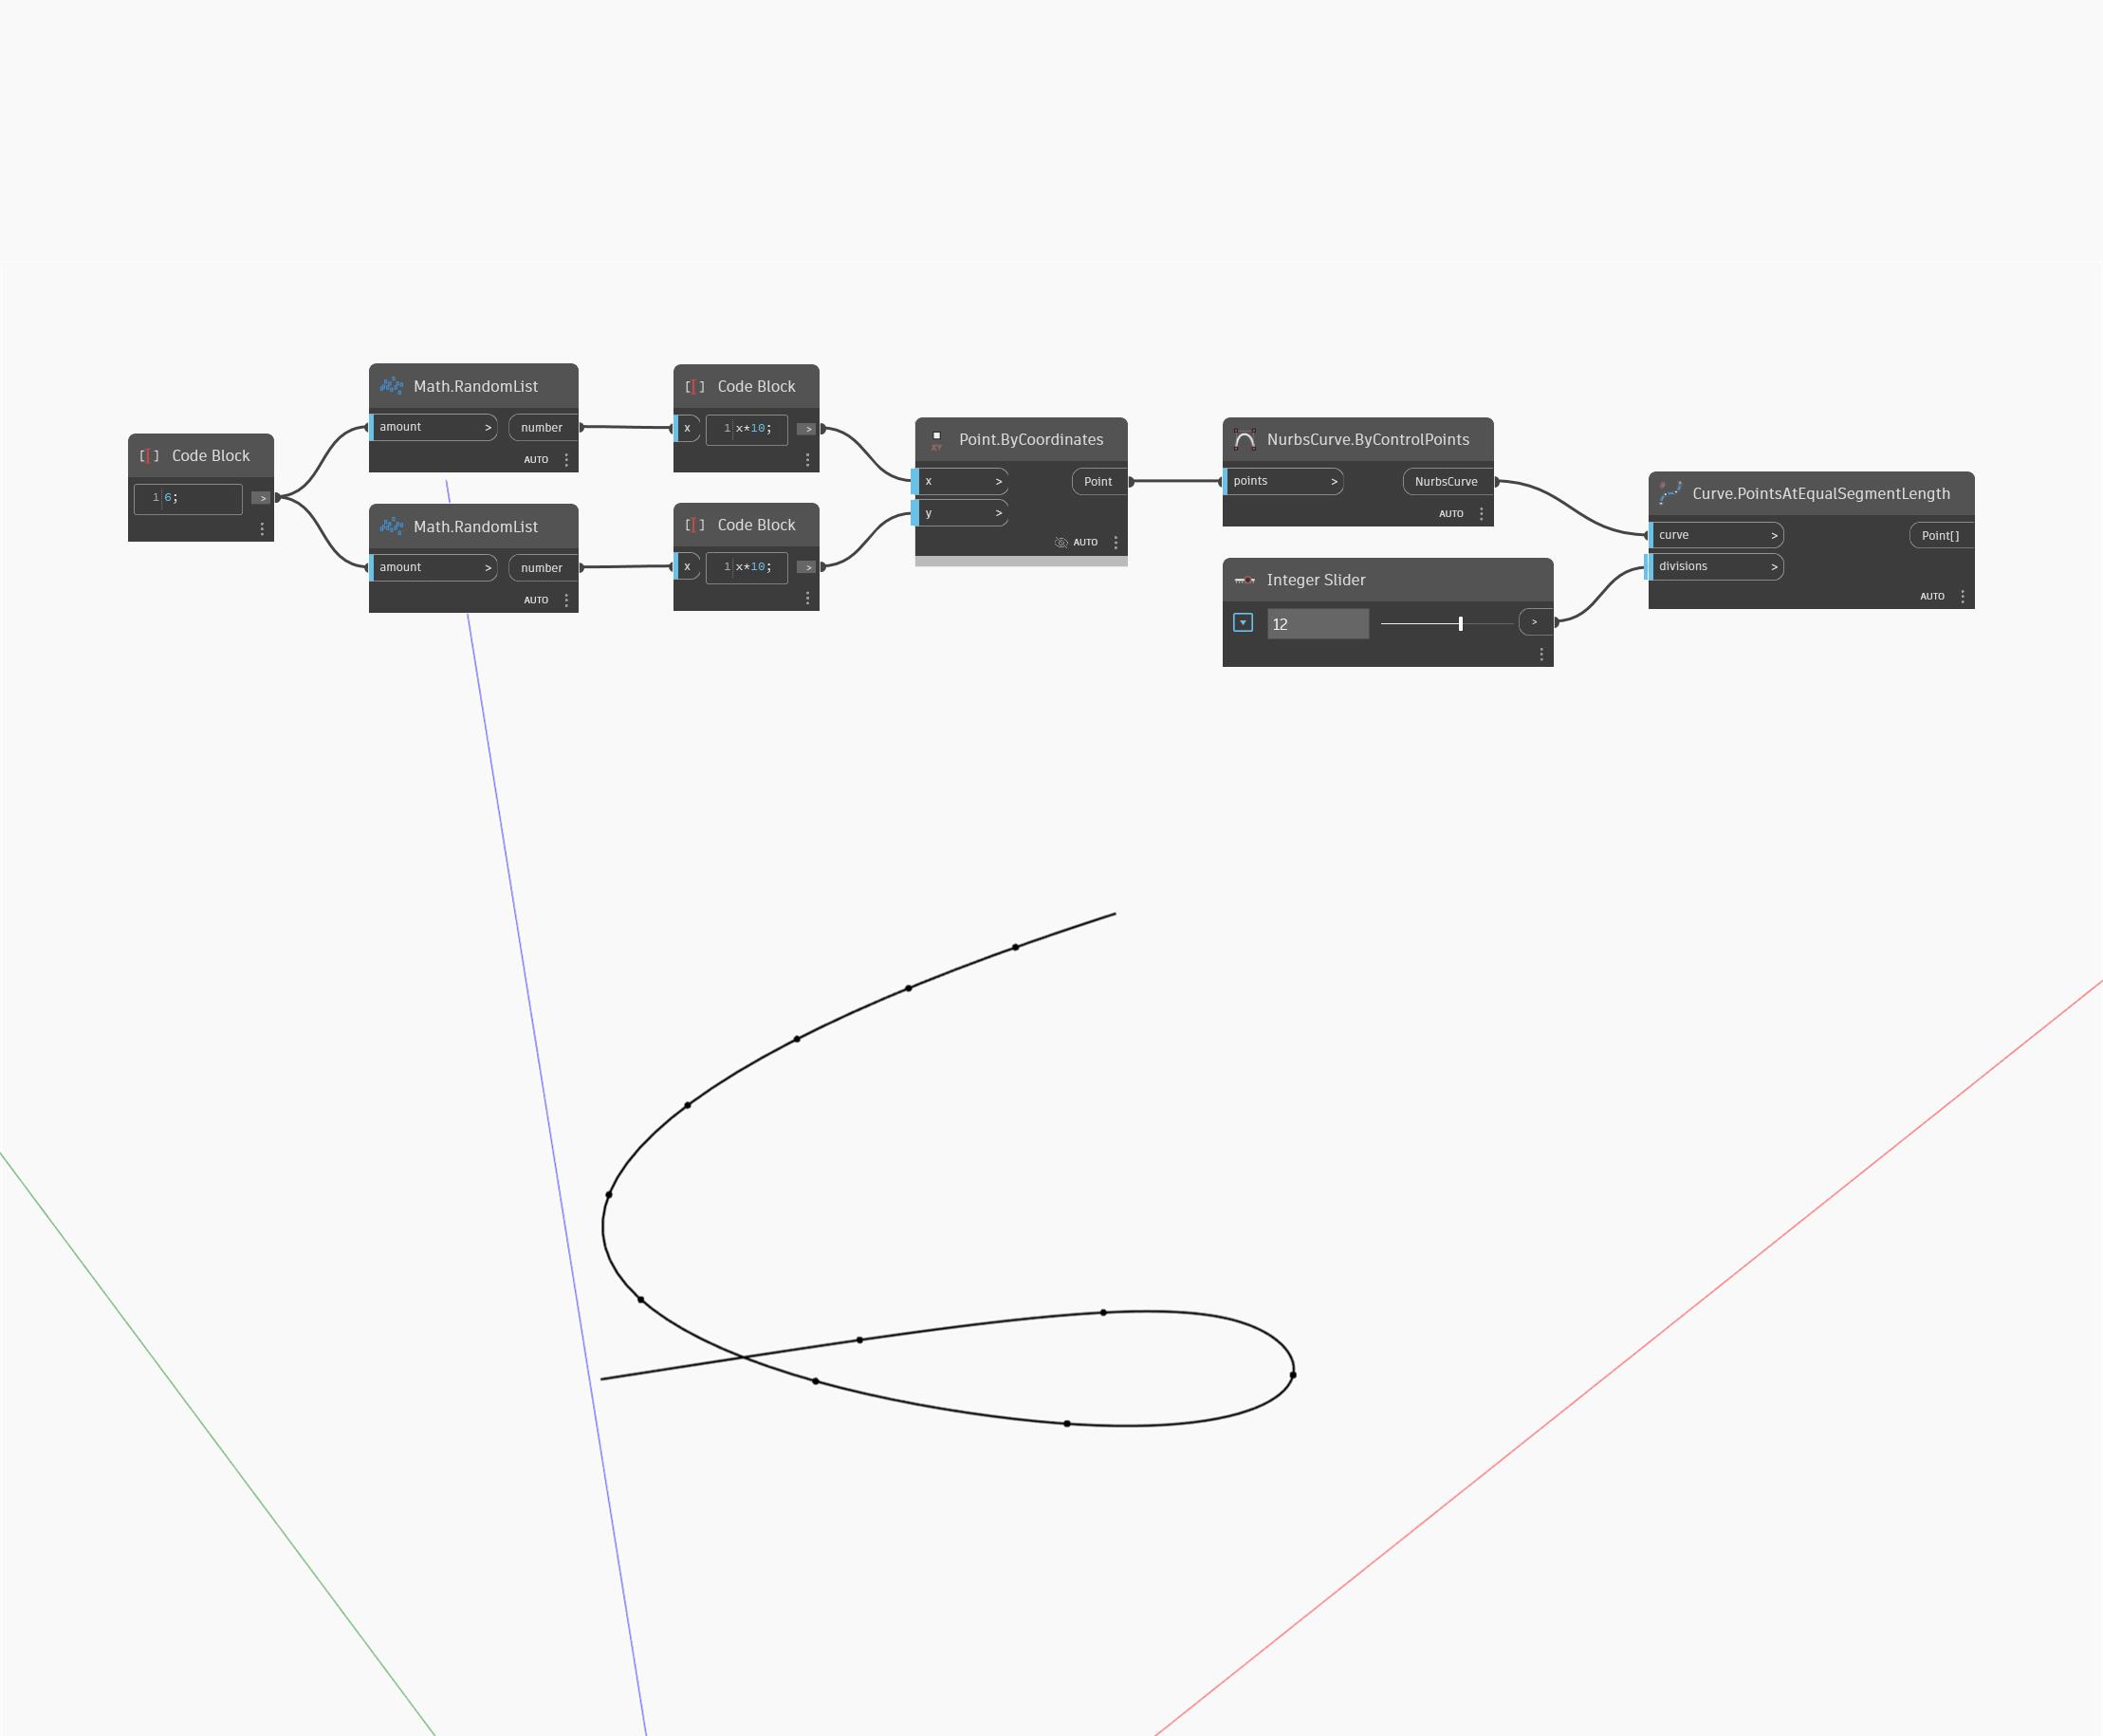 Code Block
1 6;
>
Math.RandomList
amount > number
AUTO
Math.RandomList
amount > number
AUTO
Code Block
x 1 x*10; >
Code Block
x 1 x*10; >
XY Point.ByCoordinates
x > Point
y >
AUTO
NurbsCurve.ByControlPoints
points > NurbsCurve
AUTO
Integer Slider
12 >
Curve.PointsAtEqualSegmentLength
curve > Point[]
divisions >
AUTO